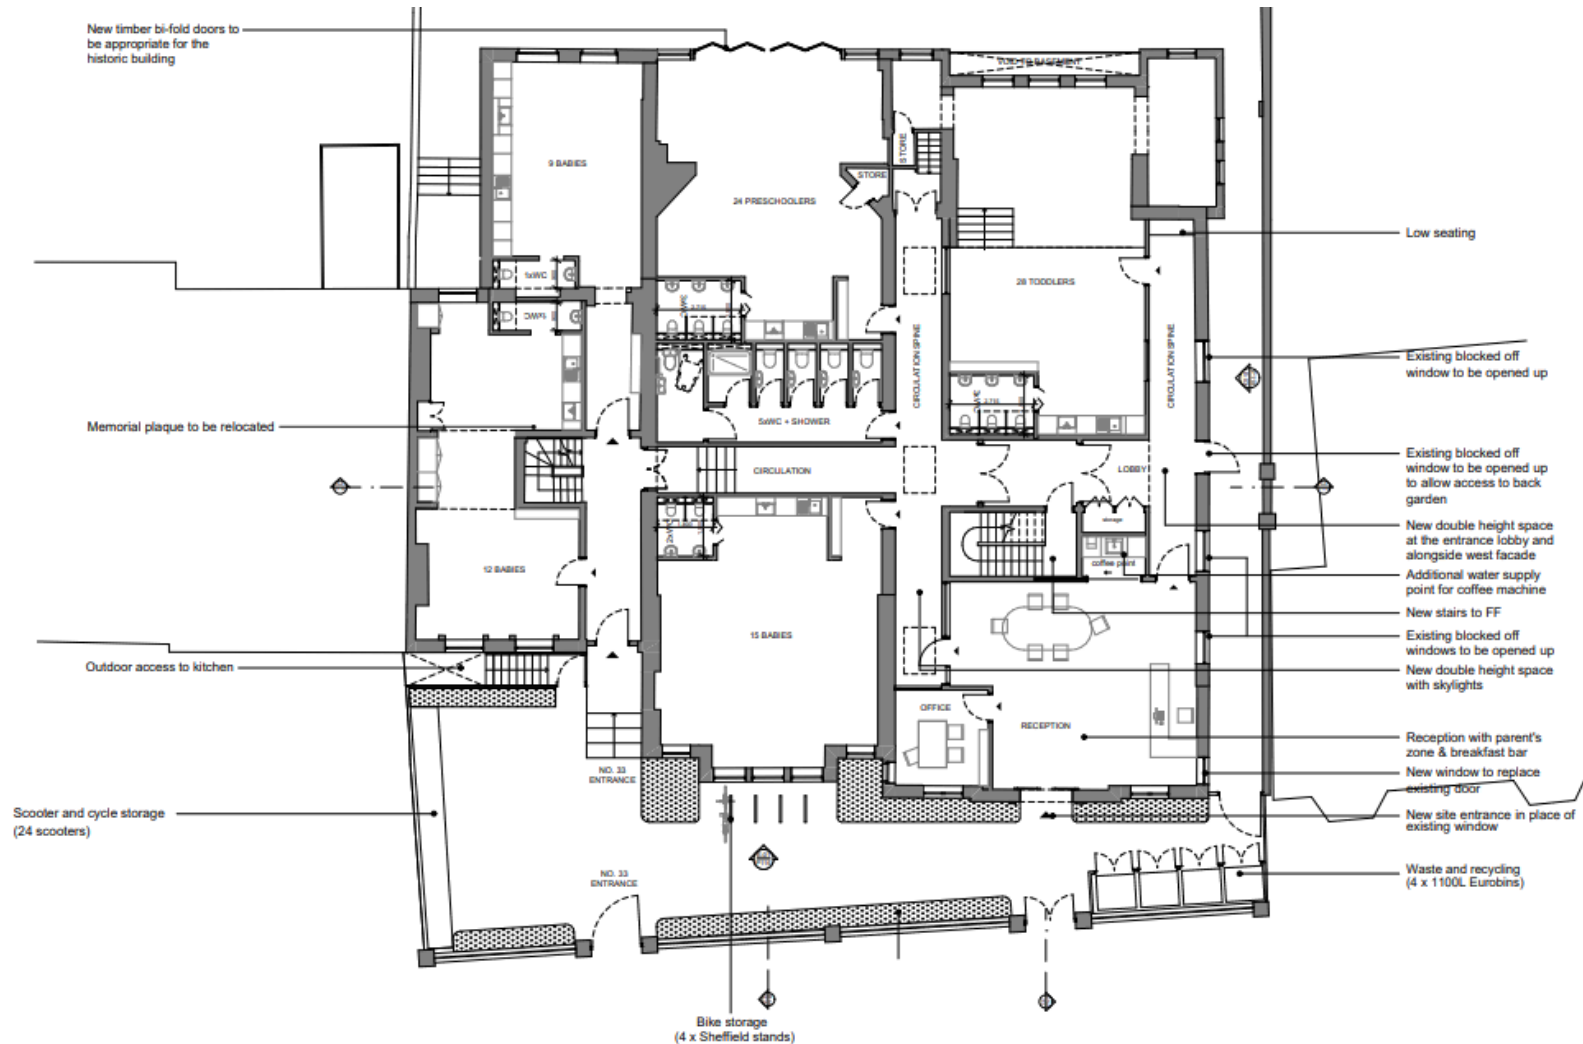 New timber bi-fold doors to
be appropriate for the
historic building
VOID TO BASEMENT
9 BABIES
STORE
STORE
24 PRESCHOOLERS
Low seating
1xWC
28 TODDLERS
1xWC
CIRCULATION SPINE
CIRCULATION SPINE
Existing blocked off
window to be opened up
Memorial plaque to be relocated
5xWC + SHOWER
CIRCULATION
LOBBY
Existing blocked off
window to be opened up
to allow access to back
garden
storage
2xWC
New double height space
at the entrance lobby and
alongside west facade
coffee point
12 BABIES
Additional water supply
point for coffee machine
New stairs to FF
15 BABIES
Existing blocked off
windows to be opened up
Outdoor access to kitchen
New double height space
with skylights
OFFICE
RECEPTION
Reception with parent's
zone & breakfast bar
NO. 33
ENTRANCE
New window to replace
existing door
Scooter and cycle storage
(24 scooters)
New site entrance in place of
existing window
NO. 33
ENTRANCE
Waste and recycling
(4 x 1100L Eurobins)
Bike storage
(4 x Sheffield stands)